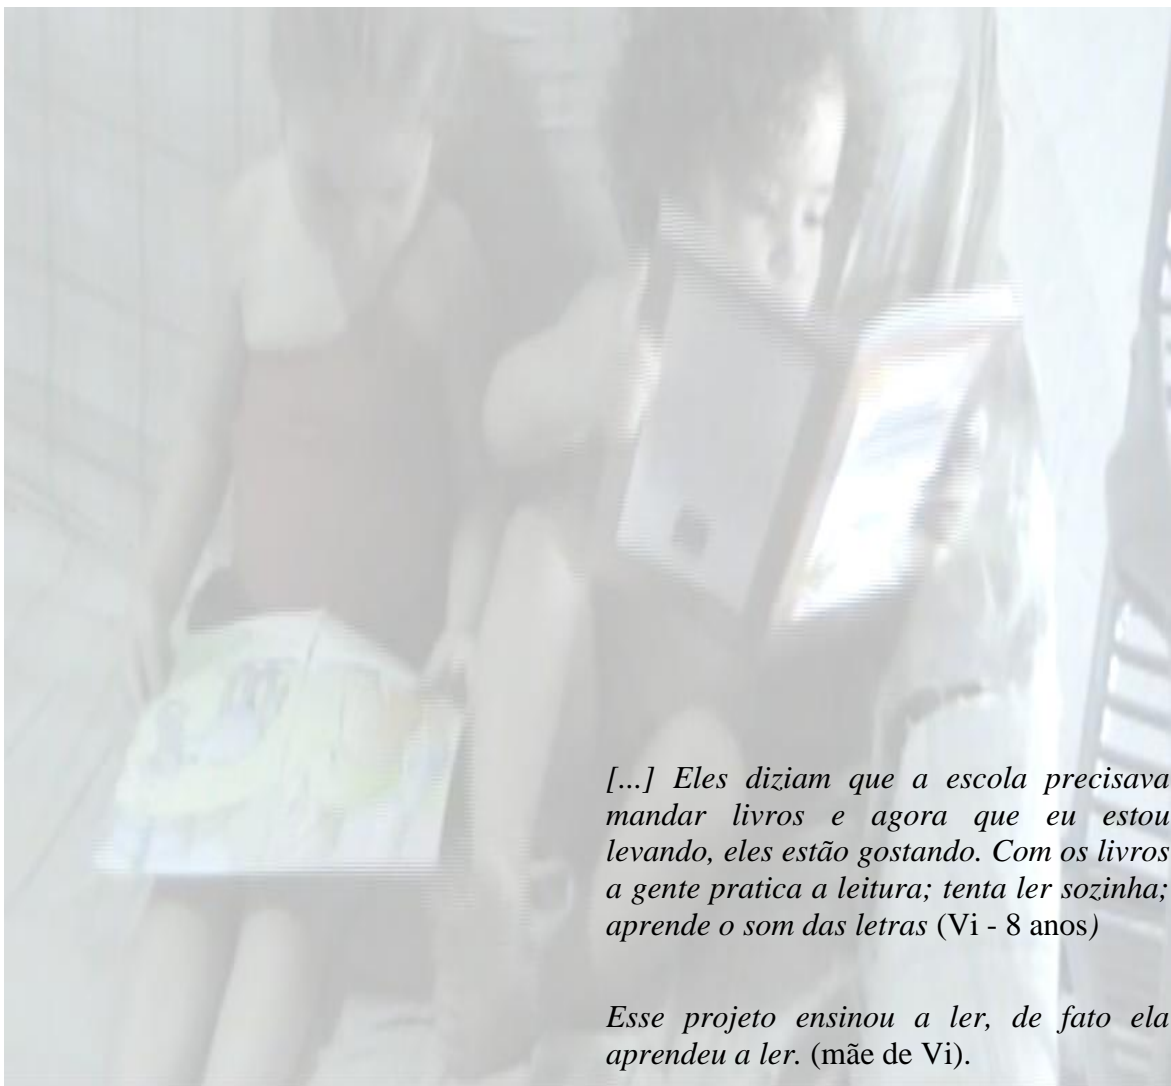 [...] Eles diziam que a escola precisava
mandar livros e agora que eu estou
levando, eles estão gostando. Com os livros
a gente pratica a leitura; tenta ler sozinha;
aprende o som das letras (Vi - 8 anos)
Esse projeto ensinou a ler, de fato ela
aprendeu a ler. (mãe de Vi).